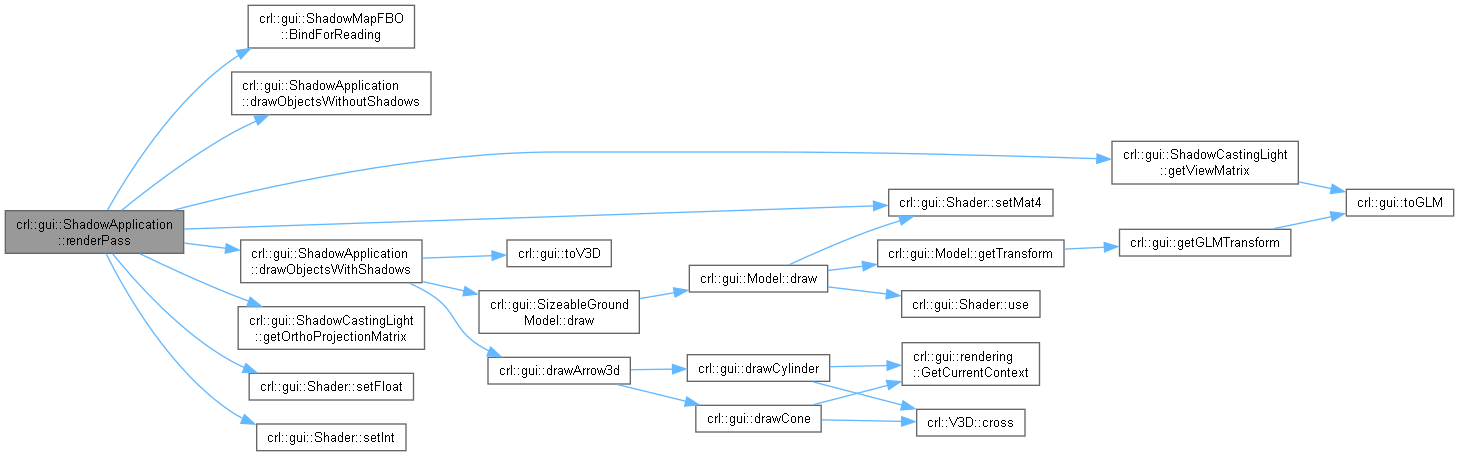 crl::gui::ShadowMapFBO
::BindForReading
crl::gui::ShadowApplication
::drawObjectsWithoutShadows
crl::gui::ShadowCastingLight
::getViewMatrix
crl::gui::Shader::setMat4
crl::gui::toGLM
crl::gui::ShadowApplication
::renderPass
crl::gui::ShadowApplication
::drawObjectsWithShadows
crl::gui::toV3D
crl::gui::Model::getTransform
crl::gui::getGLMTransform
crl::gui::Model::draw
crl::gui::SizeableGround
Model::draw
crl::gui::Shader::use
crl::gui::ShadowCastingLight
::getOrthoProjectionMatrix
crl::gui::drawArrow3d
crl::gui::drawCylinder
crl::gui::rendering
::GetCurrentContext
crl::gui::Shader::setFloat
crl::gui::drawCone
crl::V3D::cross
crl::gui::Shader::setInt